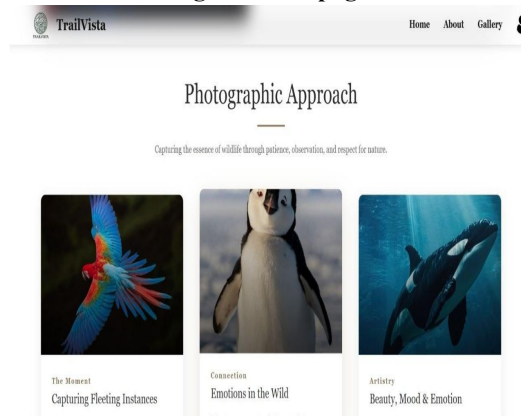 TrailVista
Home About Gallery
Photographic Approach
Capturing the essence of wildlife through patience, observation, and respect for nature.
The Moment
Capturing Fleeting Instances
Connection
Emotions in the Wild
Artistry
Beauty, Mood & Emotion